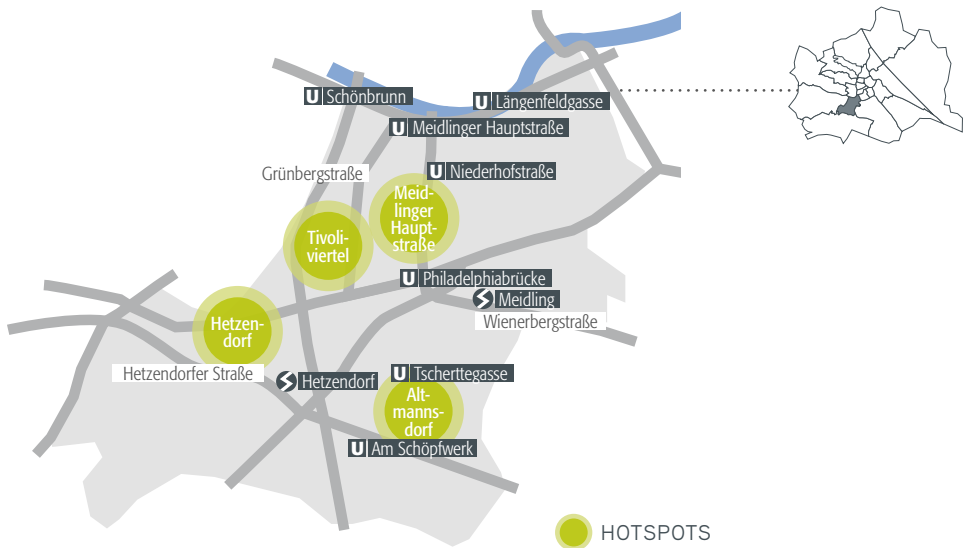 U Schönbrunn
U Längenfeldgasse
U Meidlinger Hauptstraße
Grünbergstraße
U Niederhofstraße
Meid-
linger
Haupt-
straße
Tivoli-
viertel
U Philadelphiabrücke
S Meidling
Wienerbergstraße
Hetzen-
dorf
Hetzendorfer Straße
S Hetzendorf
U Tscherttegasse
Alt-
manns-
dorf
U Am Schöpfwerk
HOTSPOTS